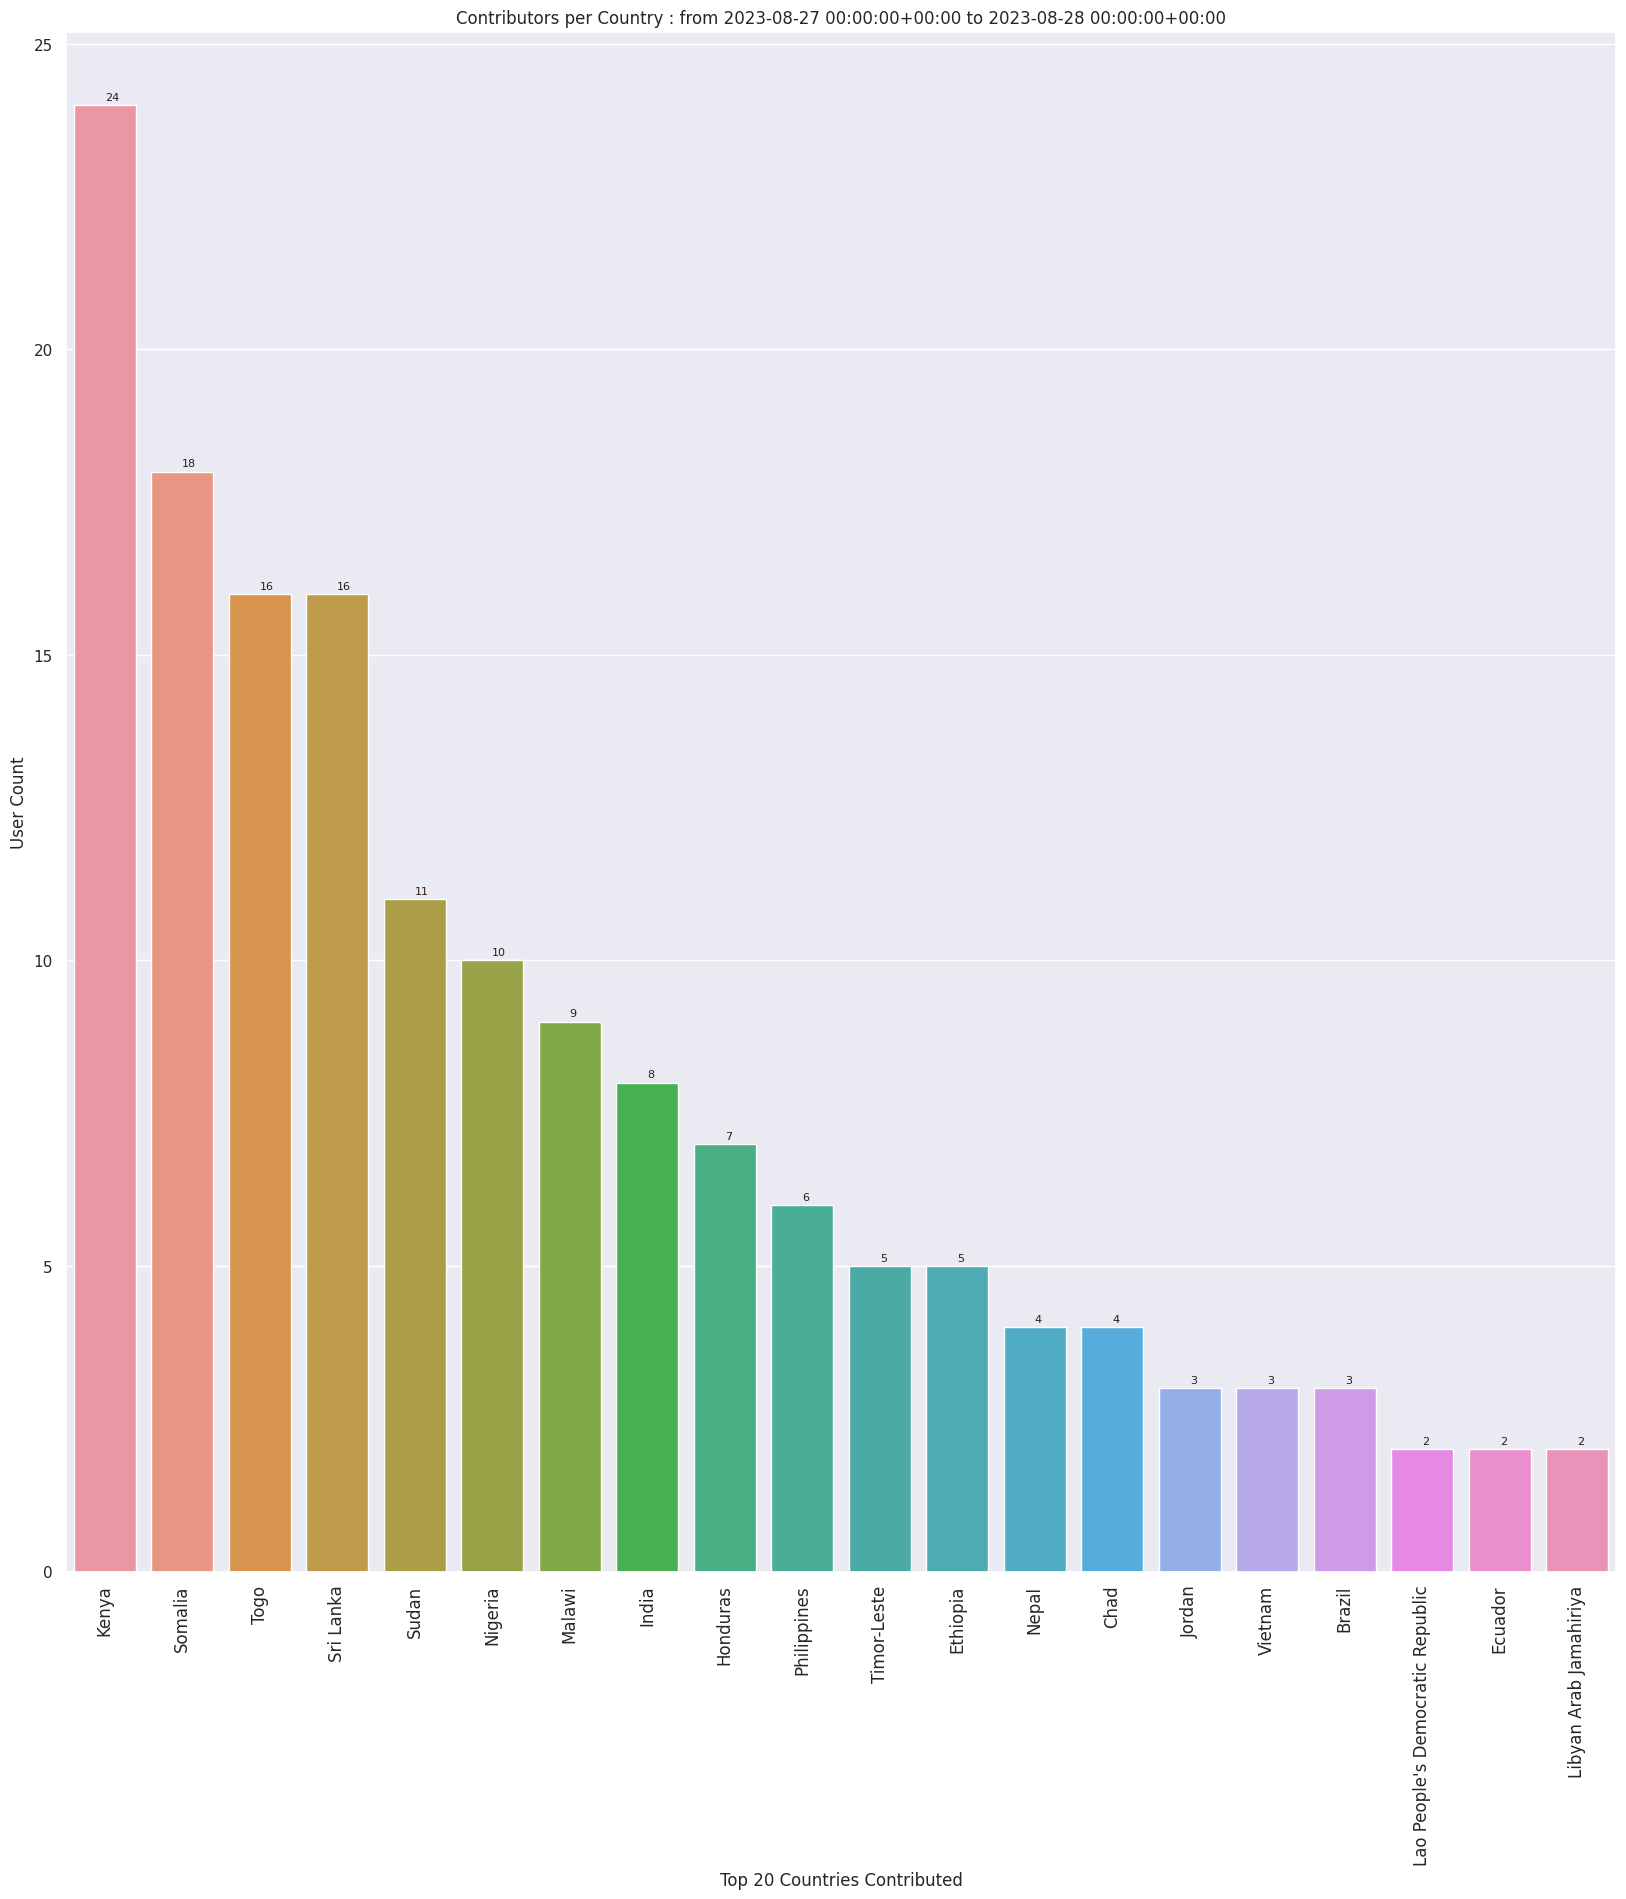 Contributors per Country : from 2023-08-27 00:00:00+00:00 to 2023-08-28 00:00:00+00:00
User Count
25
20
15
10
5
0
24
18
16
16
11
10
9
8
7
6
5
5
4
4
3
3
3
2
2
2
Kenya
Somalia
Togo
Sri Lanka
Sudan
Nigeria
Malawi
India
Honduras
Philippines
Timor-Leste
Ethiopia
Nepal
Chad
Jordan
Vietnam
Brazil
Lao People's Democratic Republic
Ecuador
Libyan Arab Jamahiriya
Top 20 Countries Contributed